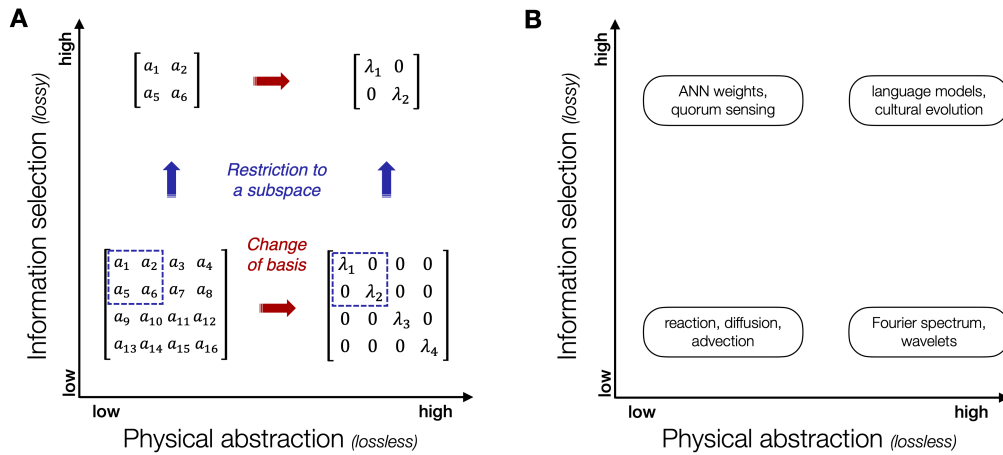 A
high
Information selection (lossy)
low
a₁ a₂
a₅ a₆
λ₁ 0
0 λ₂
Restriction to
a subspace
Change
of basis
a₁ a₂ a₃ a₄
a₅ a₆ a₇ a₈
a₉ a₁₀ a₁₁ a₁₂
a₁₃ a₁₄ a₁₅ a₁₆
λ₁ 0 0 0
0 λ₂ 0 0
0 0 λ₃ 0
0 0 0 λ₄
low
high
Physical abstraction (lossless)
B
high
Information selection (lossy)
low
ANN weights,
quorum sensing
language models,
cultural evolution
reaction, diffusion,
advection
Fourier spectrum,
wavelets
low
high
Physical abstraction (lossless)